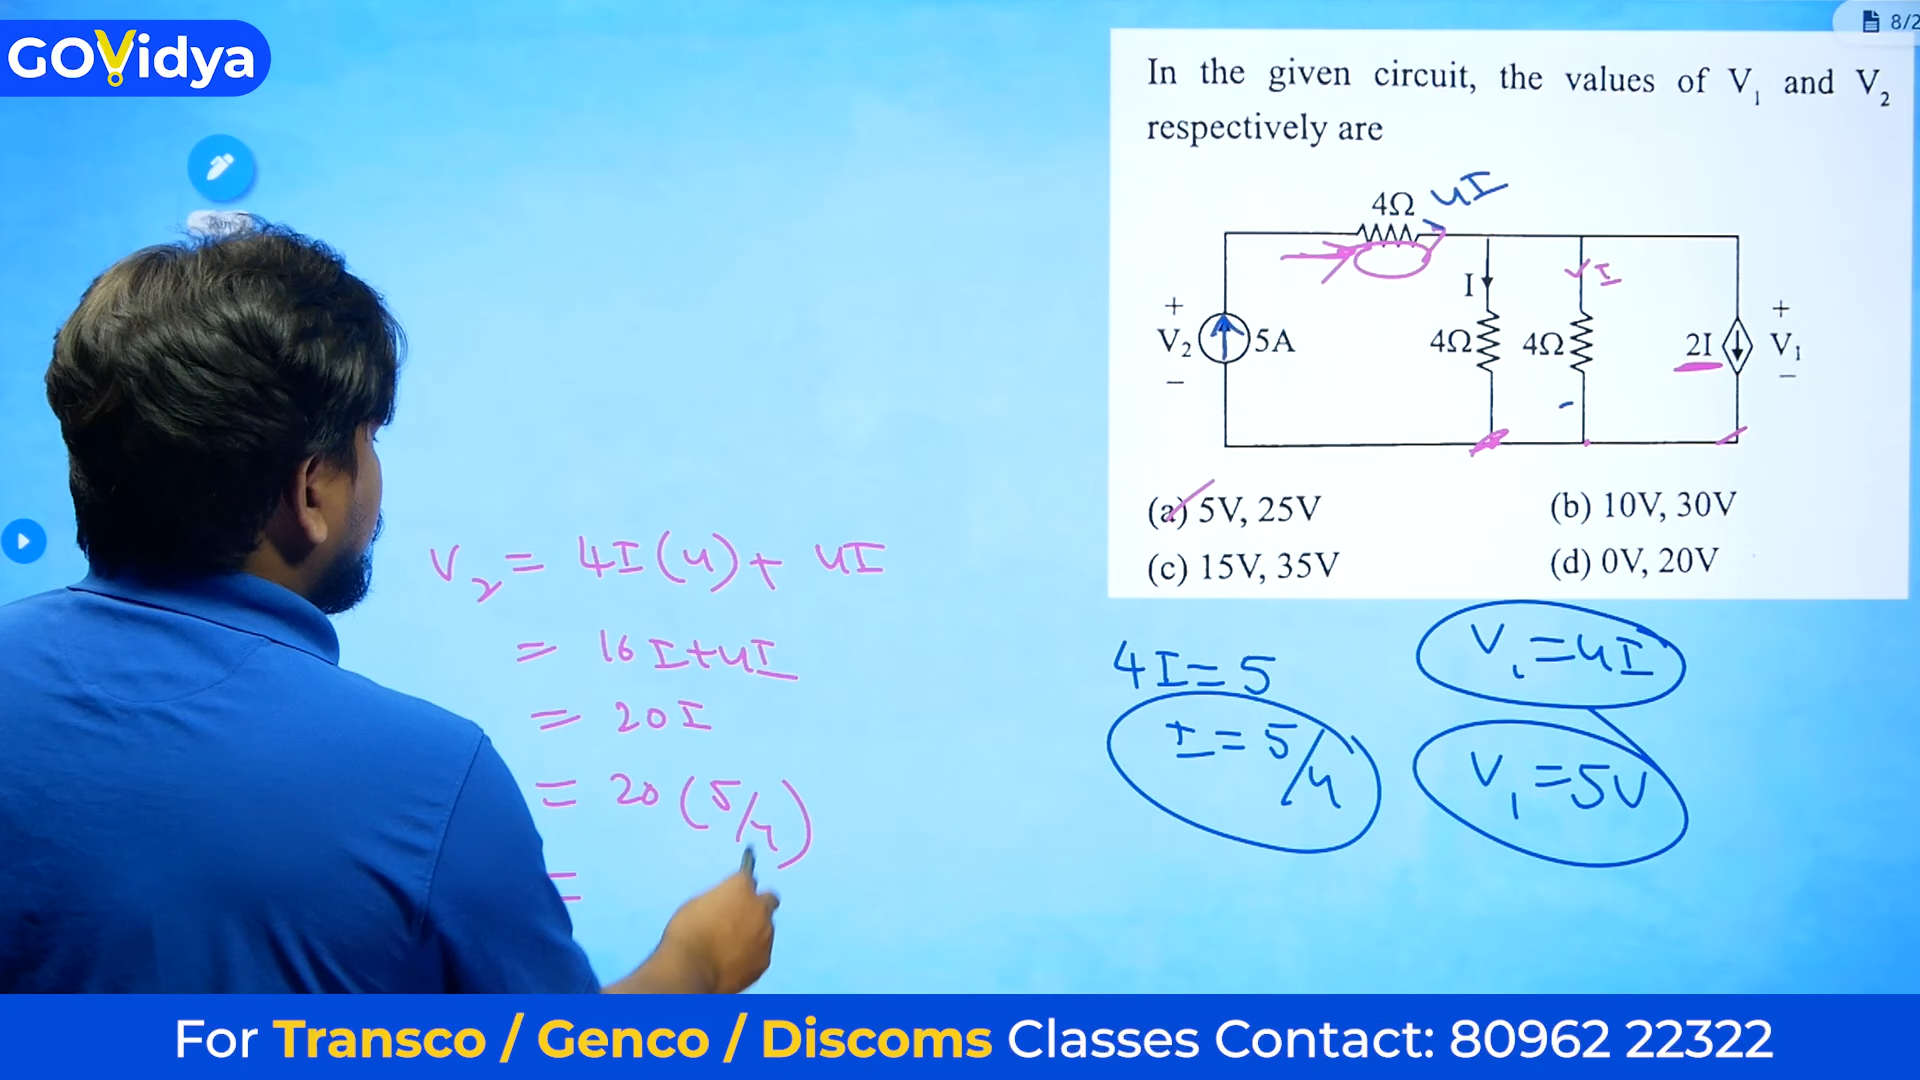 GOVidya
8/2
In the given circuit, the values of V₁ and V₂
respectively are
4Ω 4I
I I
+ +
V₂ 5A 4Ω 4Ω 2I V₁
− −
(a) 5V, 25V (b) 10V, 30V
(c) 15V, 35V (d) 0V, 20V
V₂ = 4I(4) + 4I
= 16I + 4I
= 20I
= 20(5/4)
=
4I = 5
I = 5/4
V₁ = 4I
V₁ = 5V
For Transco / Genco / Discoms Classes Contact: 80962 22322